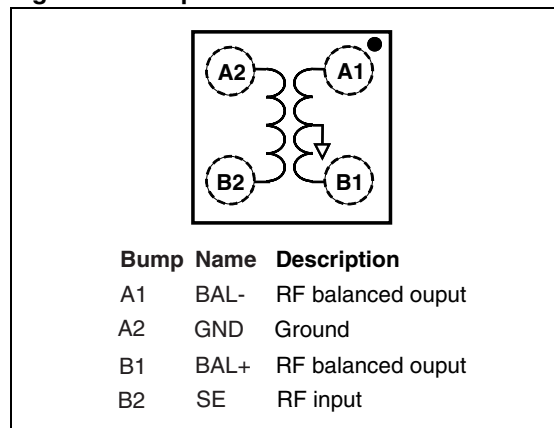 A2 A1
B2 B1
Bump Name Description
A1 BAL- RF balanced ouput
A2 GND Ground
B1 BAL+ RF balanced ouput
B2 SE RF input